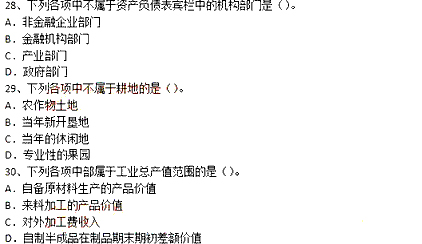 28、下列各项中不属于资产负债表宾栏中的机构部门是（）。
A．非金融企业部门
B．金融机构部门
C．产业部门
D．政府部门
29、下列各项中不属于耕地的是（）。
A．农作物土地
B．当年新开垦地
C．当年的休闲地
D．专业性的果园
30、下列各项中部属于工业总产值范围的是（）。
A．自备原材料生产的产品价值
B．来料加工的产品价值
C．对外加工费收入
D．自制半成品在制品期末期初差额价值